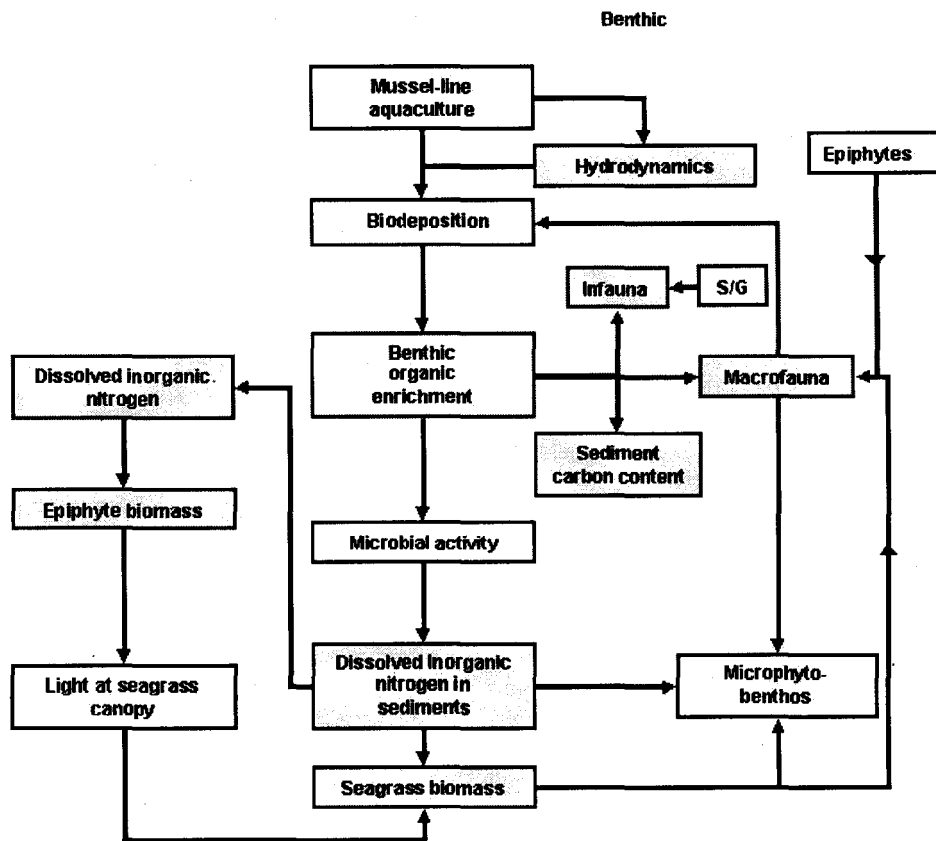 Benthic
Mussel-line
aquaculture
Hydrodynamics
Epiphytes
Biodeposition
Infauna
S/G
Benthic
organic
enrichment
Dissolved inorganic.
nitrogen
Macrofauna
Sediment
carbon content
Epiphyte biomass
Microbial activity
Dissolved inorganic
nitrogen in
sediments
Light at seagrass
canopy
Microphyto-
benthos
Seagrass biomass